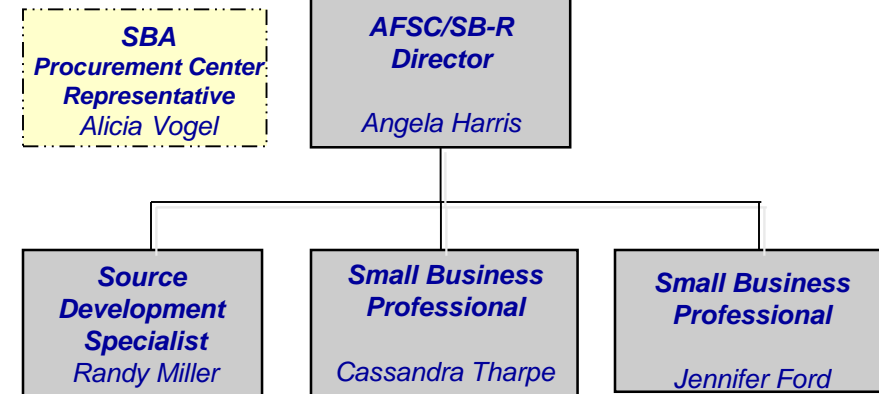 SBA
Procurement Center
Representative
Alicia Vogel
AFSC/SB-R
Director
Angela Harris
Source
Development
Specialist
Randy Miller
Small Business
Professional
Cassandra Tharpe
Small Business
Professional
Jennifer Ford